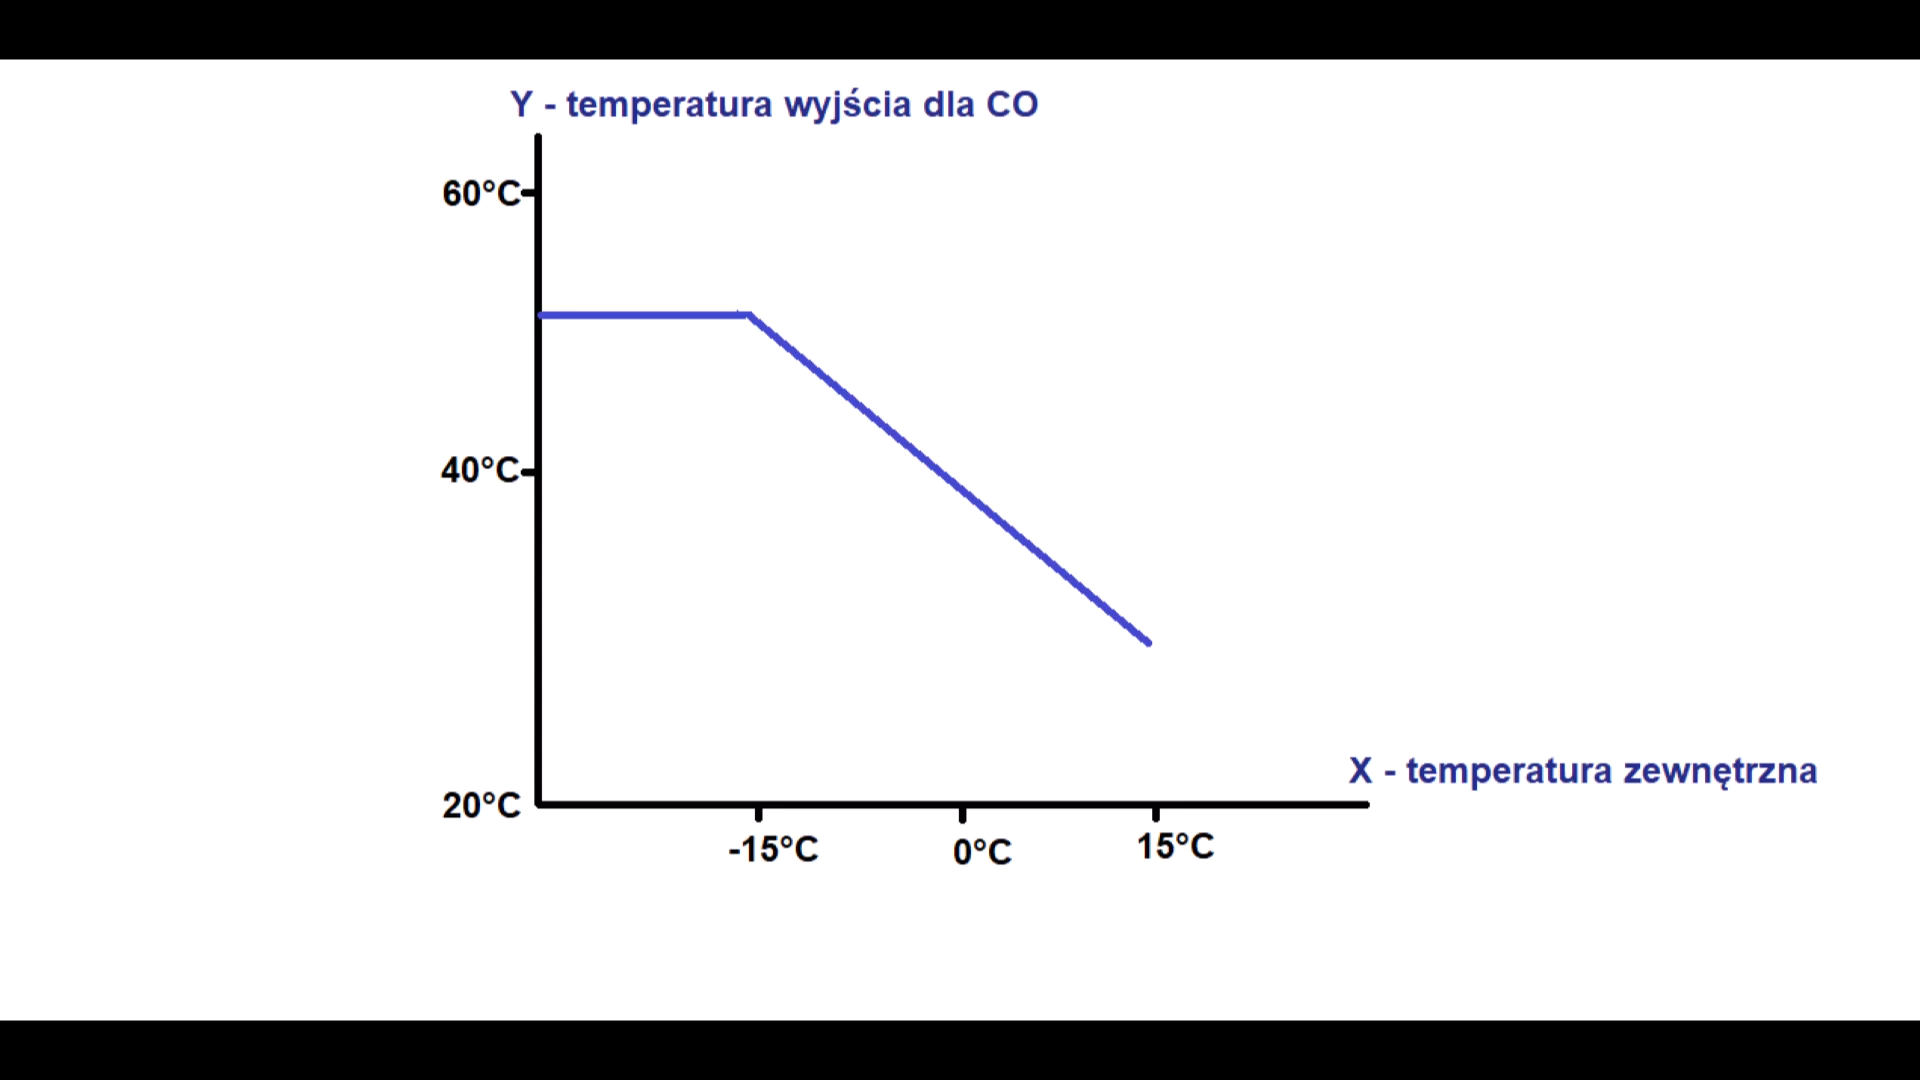 Y - temperatura wyjścia dla CO
60°C
40°C
20°C
X - temperatura zewnętrzna
-15°C
0°C
15°C